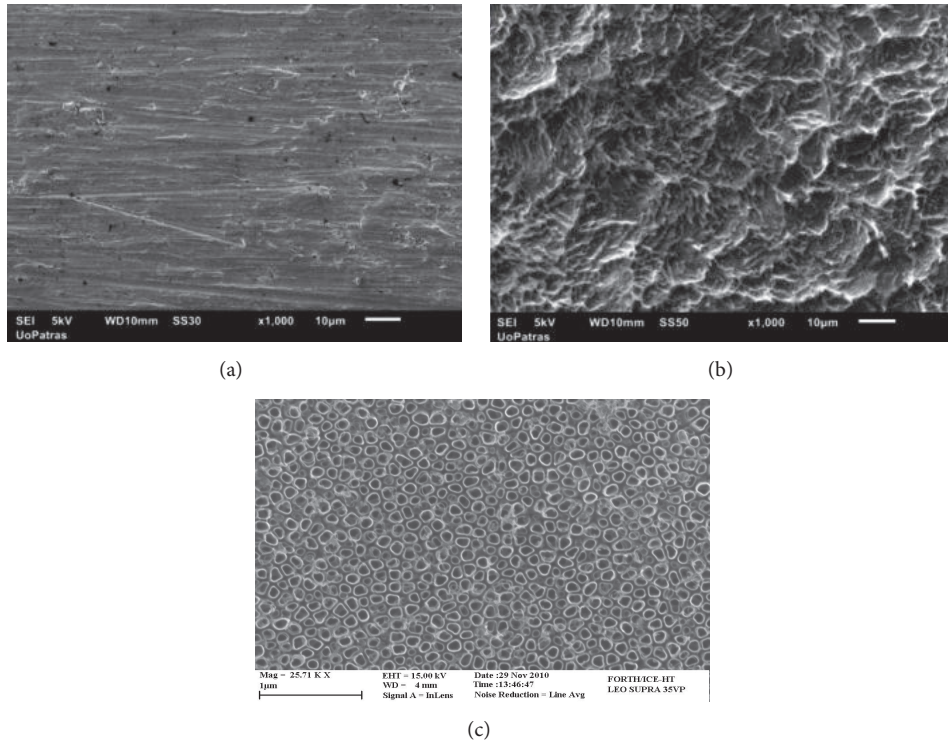 SEI 5kV WD10mm SS30 x1,000 10µm
UoPatras
(a)
SEI 5kV WD10mm SS50 x1,000 10µm
UoPatras
(b)
Mag = 25.71 K X EHT = 15.00 kV Date :29 Nov 2010 FORTH/ICE-HT
1µm WD = 4 mm Time :13:46:47 LEO SUPRA 35VP
Signal A = InLens Noise Reduction = Line Avg
(c)